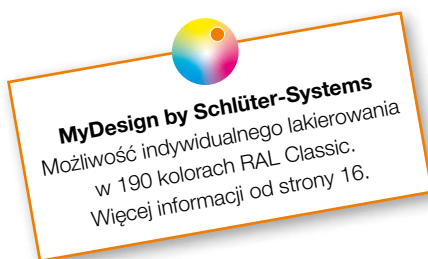 MyDesign by Schlüter-Systems
Możliwość indywidualnego lakierowania
w 190 kolorach RAL Classic.
Więcej informacji od strony 16.